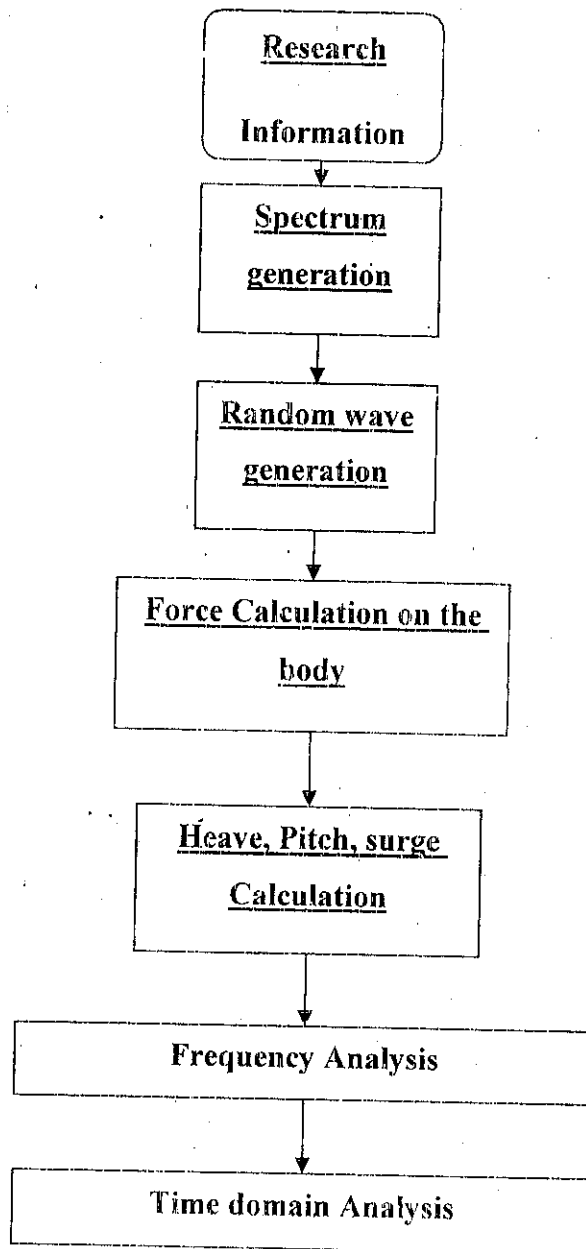 Research
Information
Spectrum
generation
Random wave
generation
Force Calculation on the
body
Heave, Pitch, surge
Calculation
Frequency Analysis
Time domain Analysis